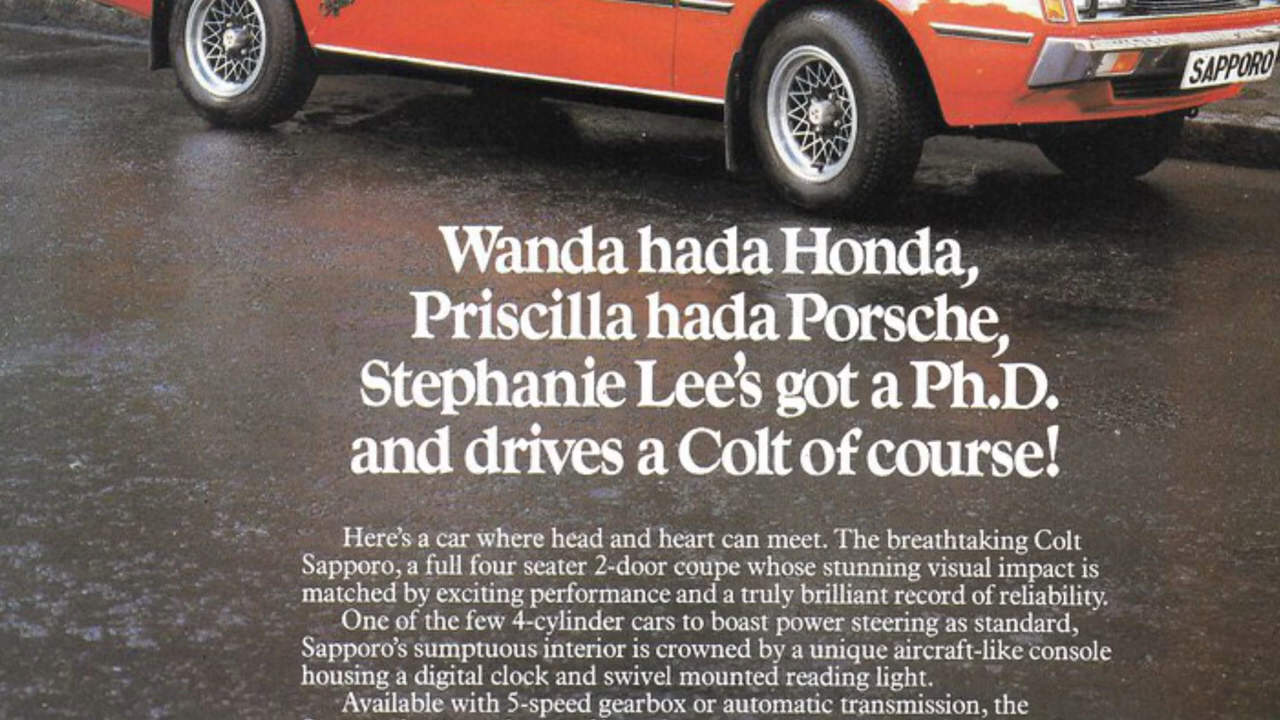 SAPPORO
Wanda hada Honda,
Priscilla hada Porsche,
Stephanie Lee's got a Ph.D.
and drives a Colt of course!
Here's a car where head and heart can meet. The breathtaking Colt
Sapporo, a full four seater 2-door coupe whose stunning visual impact is
matched by exciting performance and a truly brilliant record of reliability.
One of the few 4-cylinder cars to boast power steering as standard,
Sapporo's sumptuous interior is crowned by a unique aircraft-like console
housing a digital clock and swivel mounted reading light.
Available with 5-speed gearbox or automatic transmission, the